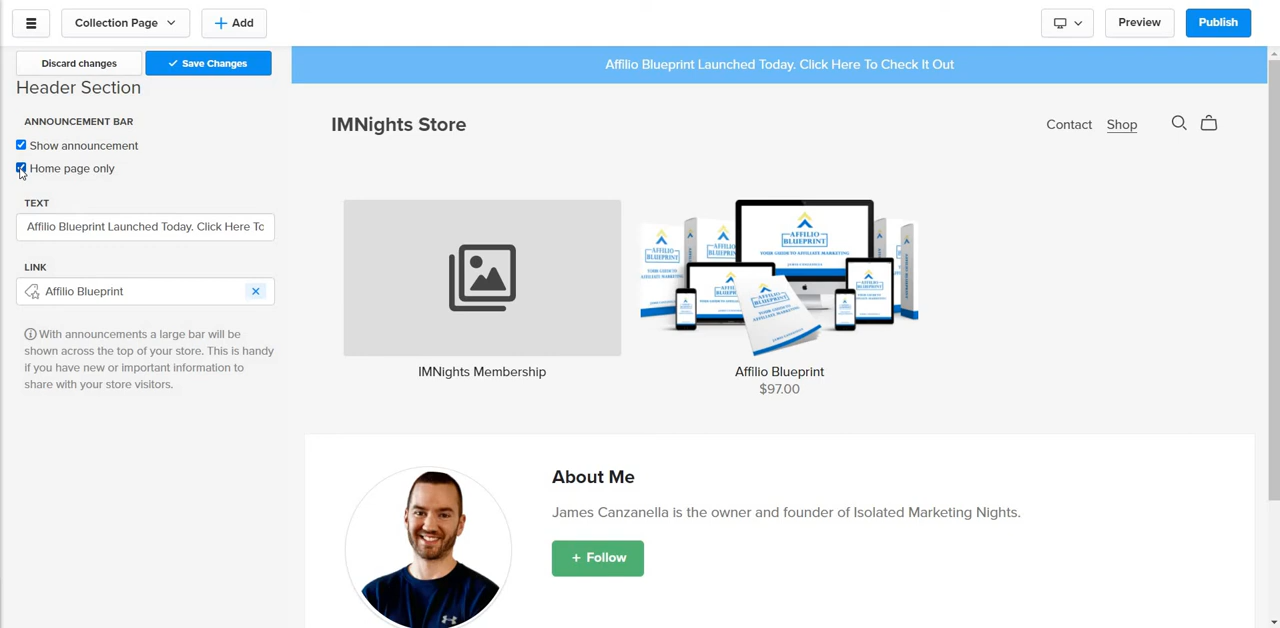 Collection Page
Add
Preview
Publish
Discard changes
Save Changes
Header Section
ANNOUNCEMENT BAR
Show announcement
Home page only
TEXT
Affilio Blueprint Launched Today. Click Here Tc
LINK
Affilio Blueprint
With announcements a large bar will be
shown across the top of your store. This is handy
if you have new or important information to
share with your store visitors.
Affilio Blueprint Launched Today. Click Here To Check It Out
IMNights Store
Contact
Shop
AFFILIO
BLUEPRINT
IMNights Membership
Affilio Blueprint
$97.00
About Me
James Canzanella is the owner and founder of Isolated Marketing Nights.
+ Follow